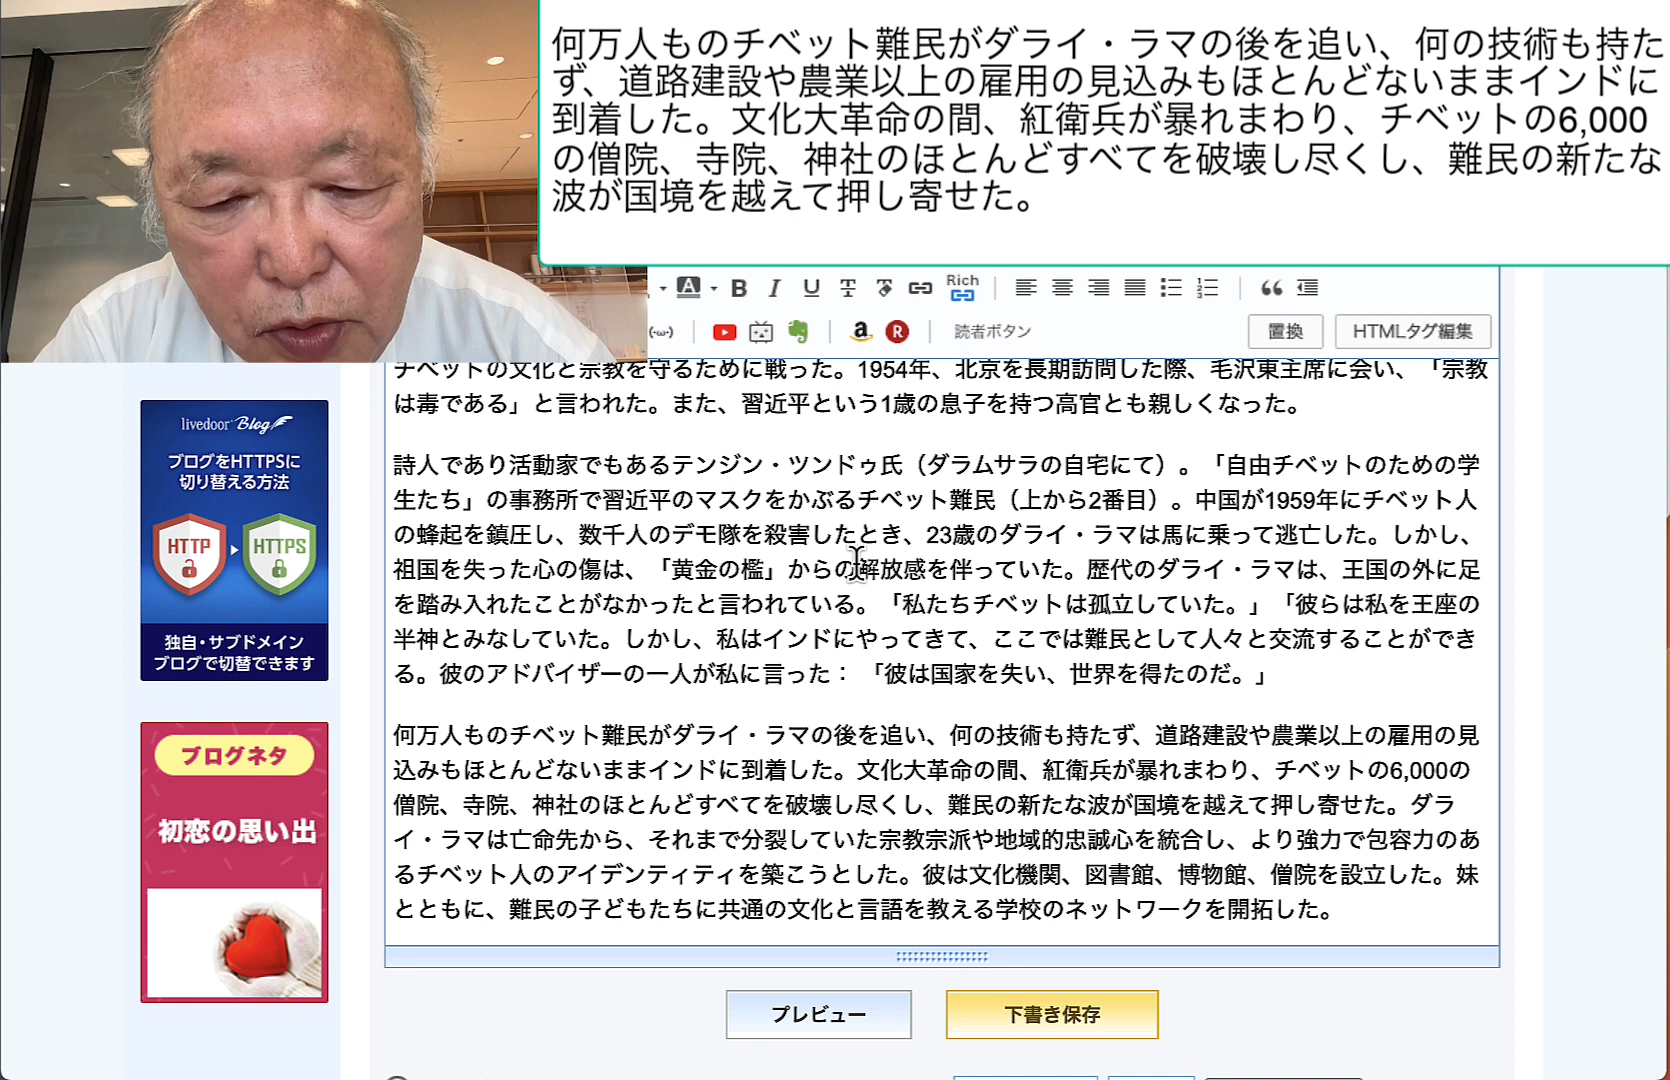 何万人ものチベット難民がダライ・ラマの後を追い、何の技術も持た
ず、道路建設や農業以上の雇用の見込みもほとんどないままインドに
到着した。文化大革命の間、紅衛兵が暴れまわり、チベットの6,000
の僧院、寺院、神社のほとんどすべてを破壊し尽くし、難民の新たな
波が国境を越えて押し寄せた。
A B I U T Rich
(·ω·) a R 読者ボタン 置換 HTMLタグ編集
チベットの文化と宗教を守るために戦った。1954年、北京を長期訪問した際、毛沢東主席に会い、「宗教
は毒である」と言われた。また、習近平という1歳の息子を持つ高官とも親しくなった。
詩人であり活動家でもあるテンジン・ツンドゥ氏（ダラムサラの自宅にて）。「自由チベットのための学
生たち」の事務所で習近平のマスクをかぶるチベット難民（上から2番目）。中国が1959年にチベット人
の蜂起を鎮圧し、数千人のデモ隊を殺害したとき、23歳のダライ・ラマは馬に乗って逃亡した。しかし、
祖国を失った心の傷は、「黄金の檻」からの解放感を伴っていた。歴代のダライ・ラマは、王国の外に足
を踏み入れたことがなかったと言われている。「私たちチベットは孤立していた。」「彼らは私を王座の
半神とみなしていた。しかし、私はインドにやってきて、ここでは難民として人々と交流することができ
る。彼のアドバイザーの一人が私に言った： 「彼は国家を失い、世界を得たのだ。」
何万人ものチベット難民がダライ・ラマの後を追い、何の技術も持たず、道路建設や農業以上の雇用の見
込みもほとんどないままインドに到着した。文化大革命の間、紅衛兵が暴れまわり、チベットの6,000の
僧院、寺院、神社のほとんどすべてを破壊し尽くし、難民の新たな波が国境を越えて押し寄せた。ダラ
イ・ラマは亡命先から、それまで分裂していた宗教宗派や地域的忠誠心を統合し、より強力で包容力のあ
るチベット人のアイデンティティを築こうとした。彼は文化機関、図書館、博物館、僧院を設立した。妹
とともに、難民の子どもたちに共通の文化と言語を教える学校のネットワークを開拓した。
プレビュー 下書き保存
livedoor Blog
ブログをHTTPSに
切り替える方法
HTTP HTTPS
独自・サブドメイン
ブログで切替できます
ブログネタ
初恋の思い出